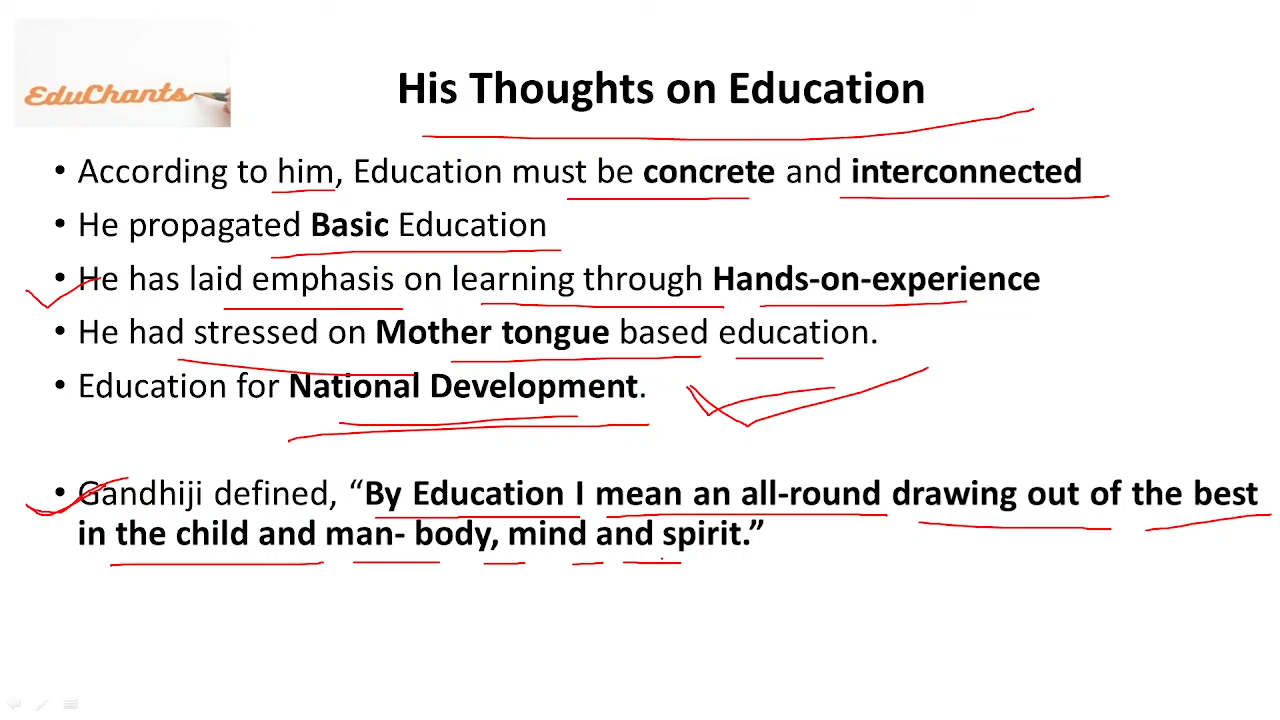 EduChants
His Thoughts on Education
• According to him, Education must be concrete and interconnected
• He propagated Basic Education
• He has laid emphasis on learning through Hands-on-experience
• He had stressed on Mother tongue based education.
• Education for National Development.
• Gandhiji defined, “By Education I mean an all-round drawing out of the best
in the child and man- body, mind and spirit.”